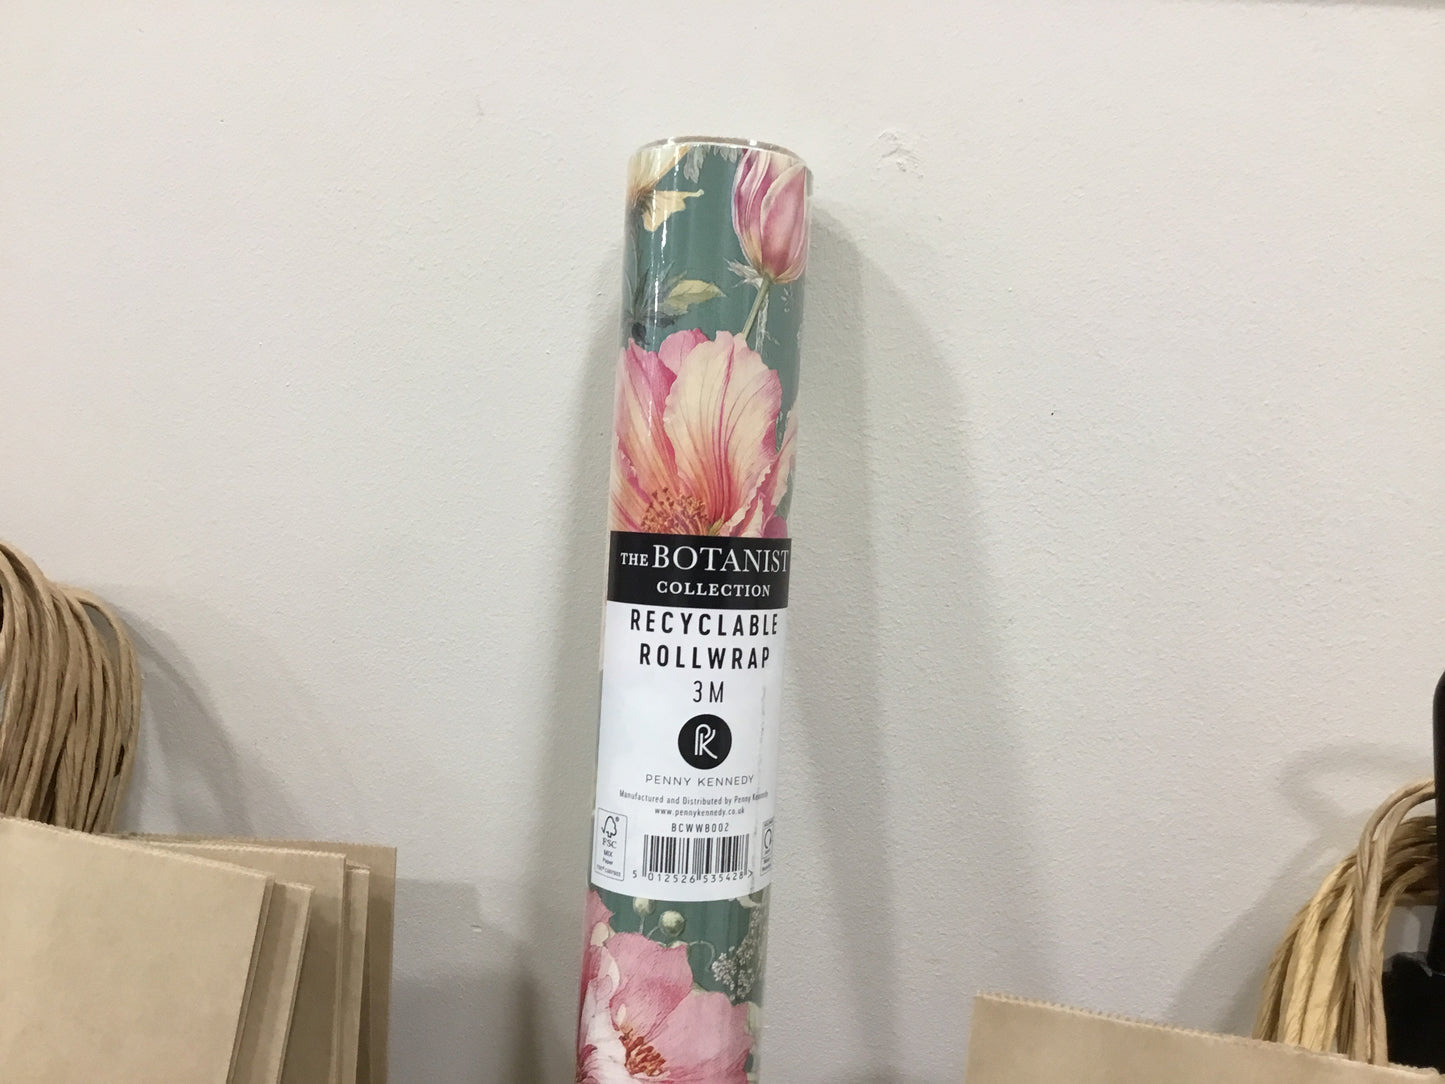 THE BOTANIST
COLLECTION
RECYCLABLE
ROLLWRAP
3M
PK
PENNY KENNEDY
Manufactured and Distributed by Penny Kennedy
www.pennykennedy.co.uk
BCWWB002
FSC
MIX
Paper
5 012526 535428 >